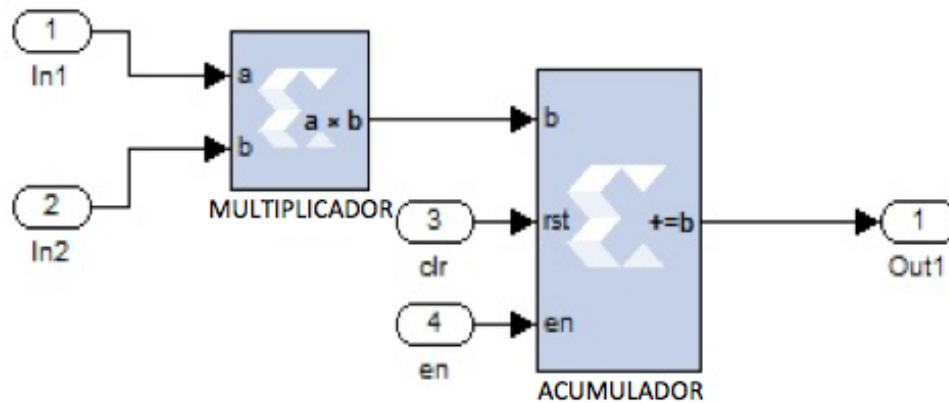 1
In1
2
In2
a
b
a × b
MULTIPLICADOR
3
clr
4
en
b
rst
en
+=b
ACUMULADOR
1
Out1